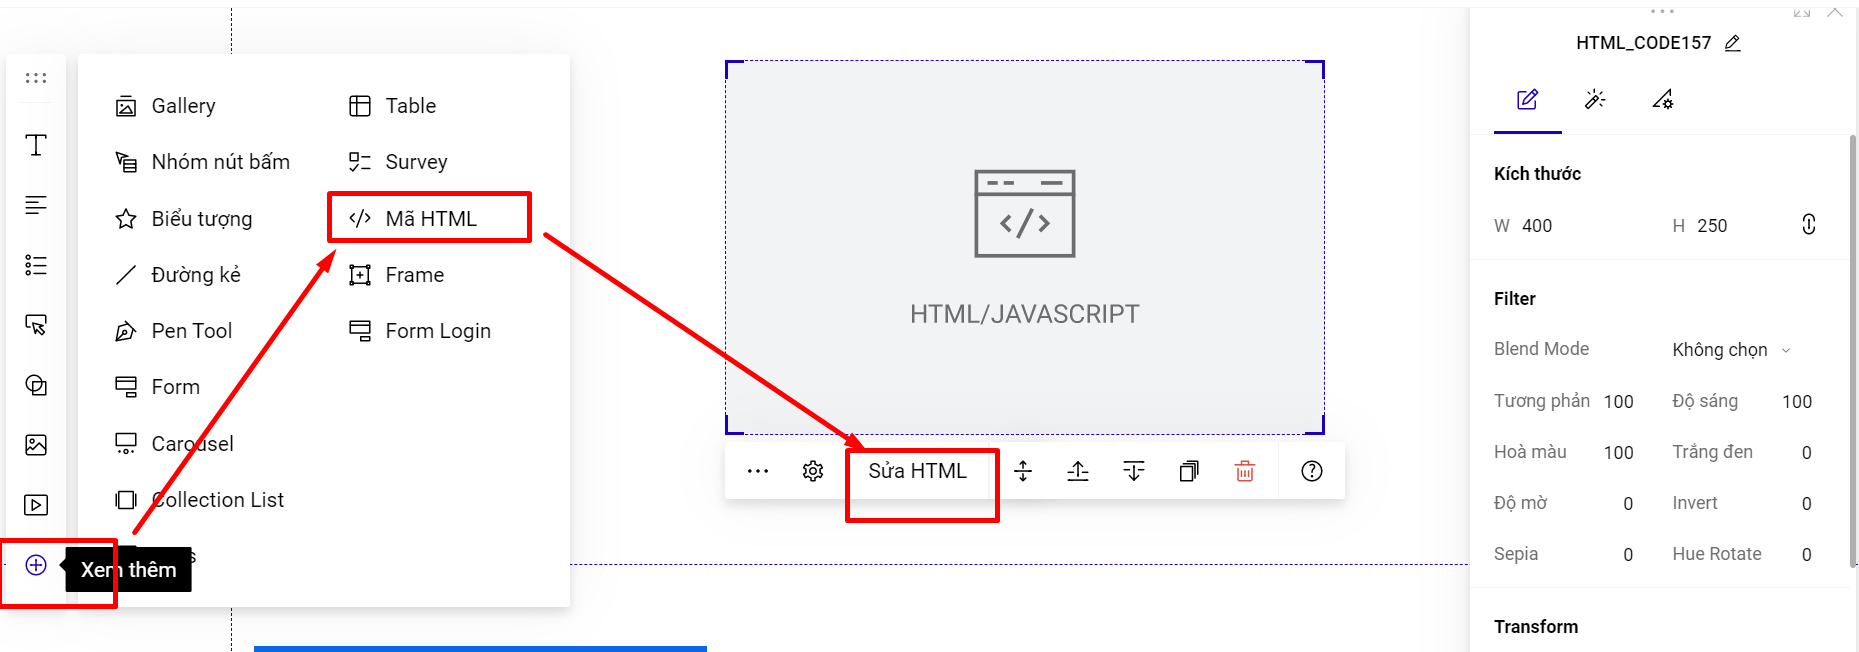 HTML_CODE157
Gallery
Table
Nhóm nút bấm
Survey
Biểu tượng
Mã HTML
Đường kẻ
Frame
Pen Tool
Form Login
Form
Carousel
Collection List
Xem thêm
HTML/JAVASCRIPT
Sửa HTML
Kích thước
W 400
H 250
Filter
Blend Mode
Không chọn
Tương phản 100
Độ sáng 100
Hoà màu 100
Trắng đen 0
Độ mờ 0
Invert 0
Sepia 0
Hue Rotate 0
Transform